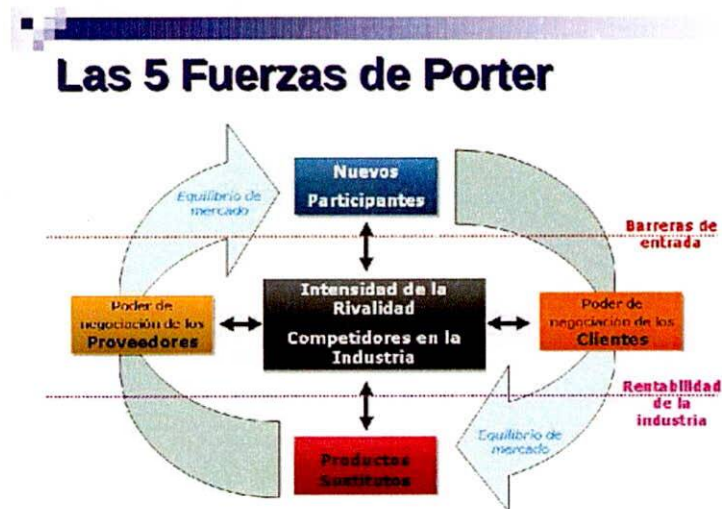 Las 5 Fuerzas de Porter
Equilibrio de
mercado
Nuevos
Participantes
Barreras de
entrada
Poder de
negociación de los
Proveedores
Intensidad de la
Rivalidad
Competidores en la
Industria
Poder de
negociación de los
Clientes
Rentabilidad
de la
industria
Equilibrio de
mercado
Productos
Sustitutos